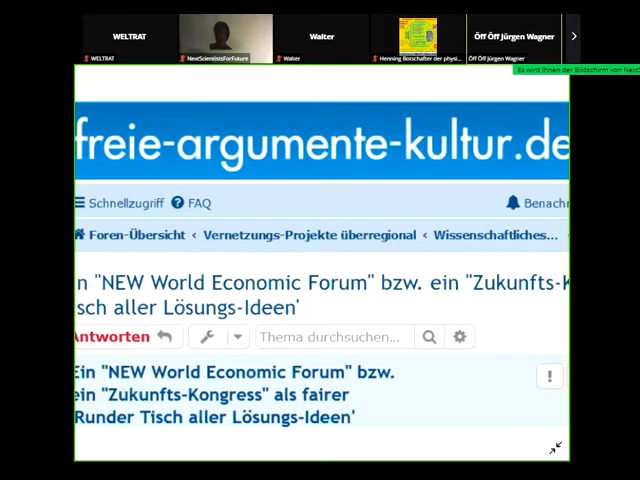 WELTRAT
Walter
Öff Öff Jürgen Wagner
WELTRAT
NextScientistsForFuture
Walter
Henning Botschafter der physi...
Öff Öff Jürgen Wagner
Es wird Ihnen der Bildschirm von NextS
freie-argumente-kultur.de
Schnellzugriff FAQ Benachr
Foren-Übersicht ‹ Vernetzungs-Projekte überregional ‹ Wissenschaftliches... ‹
in "NEW World Economic Forum" bzw. ein "Zukunfts-K
isch aller Lösungs-Ideen'
Antworten Thema durchsuchen...
Ein "NEW World Economic Forum" bzw.
ein "Zukunfts-Kongress" als fairer
'Runder Tisch aller Lösungs-Ideen'